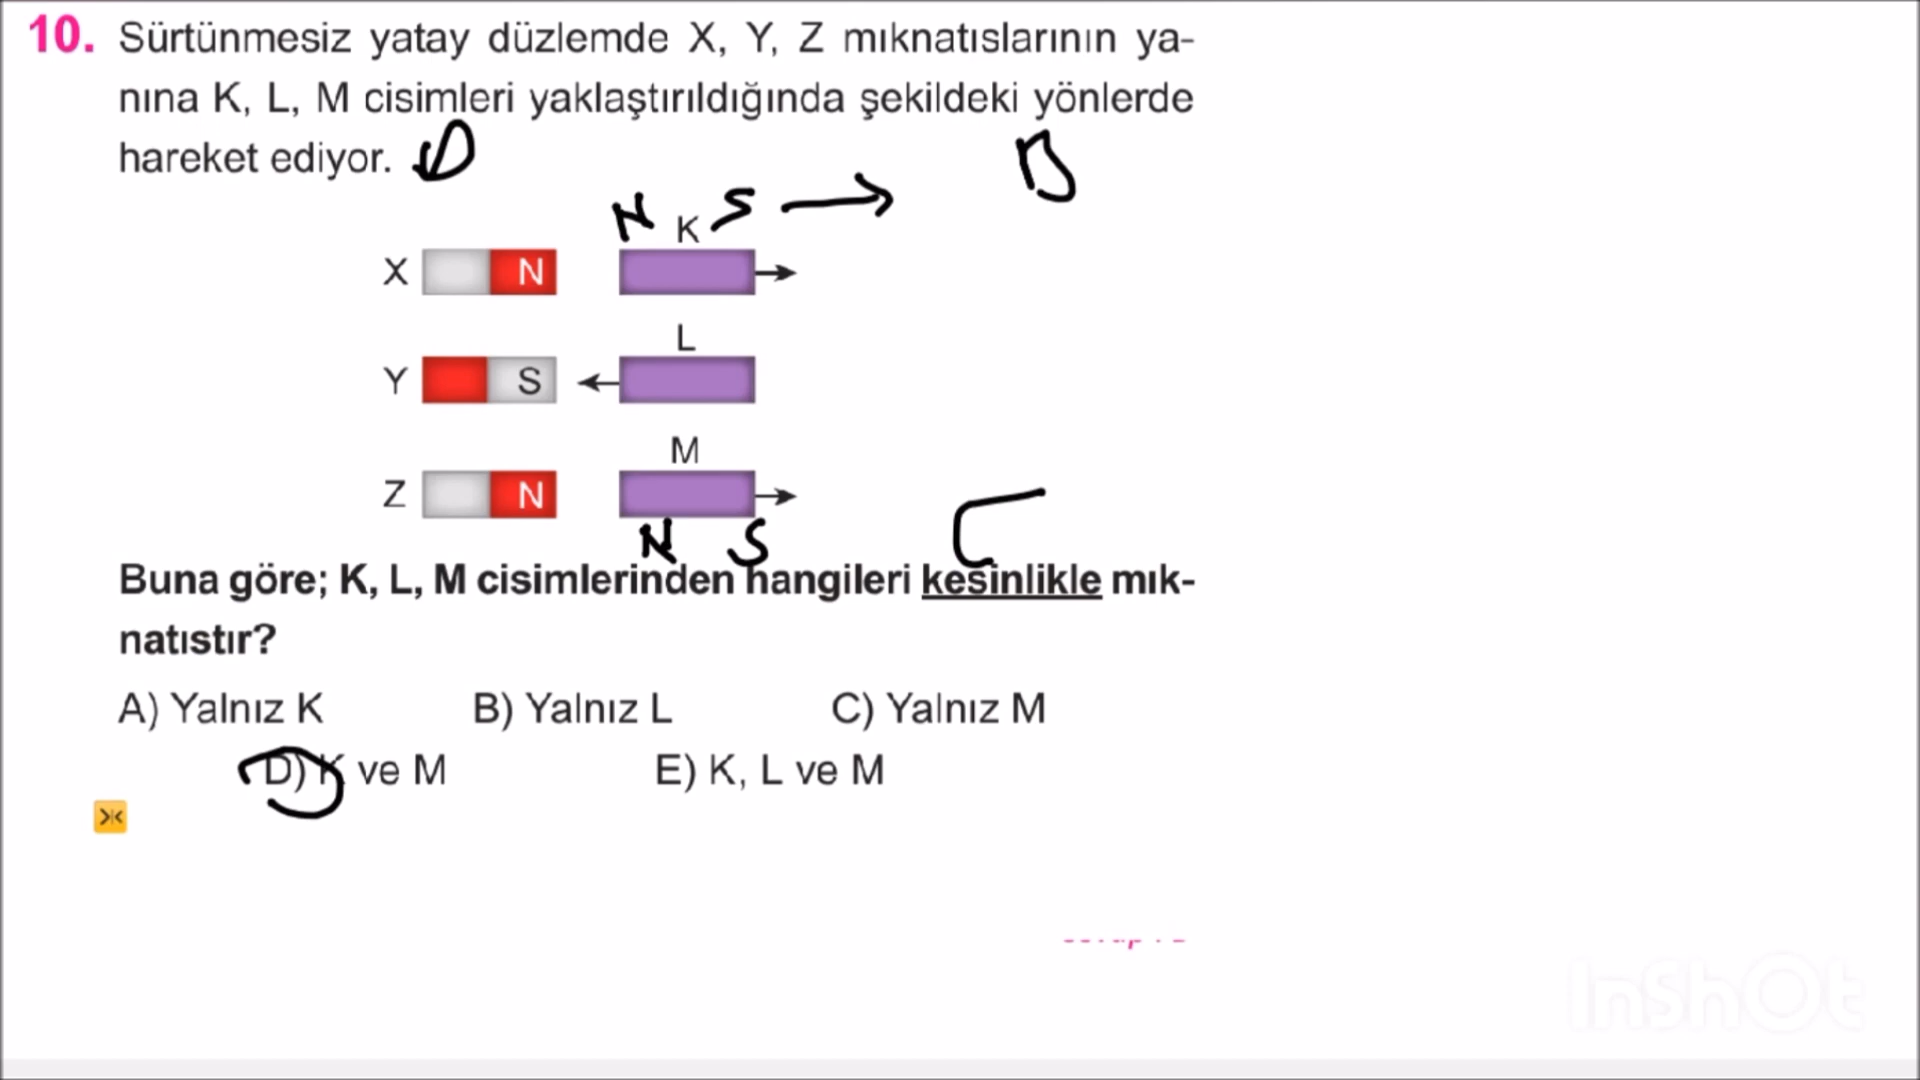 10. Sürtünmesiz yatay düzlemde X, Y, Z mıknatıslarının ya-
nına K, L, M cisimleri yaklaştırıldığında şekildeki yönlerde
hareket ediyor.
N K S
X N
L
Y S
M
Z N
N S
Buna göre; K, L, M cisimlerinden hangileri kesinlikle mık-
natıstır?
A) Yalnız K B) Yalnız L C) Yalnız M
D) K ve M E) K, L ve M
InShOt